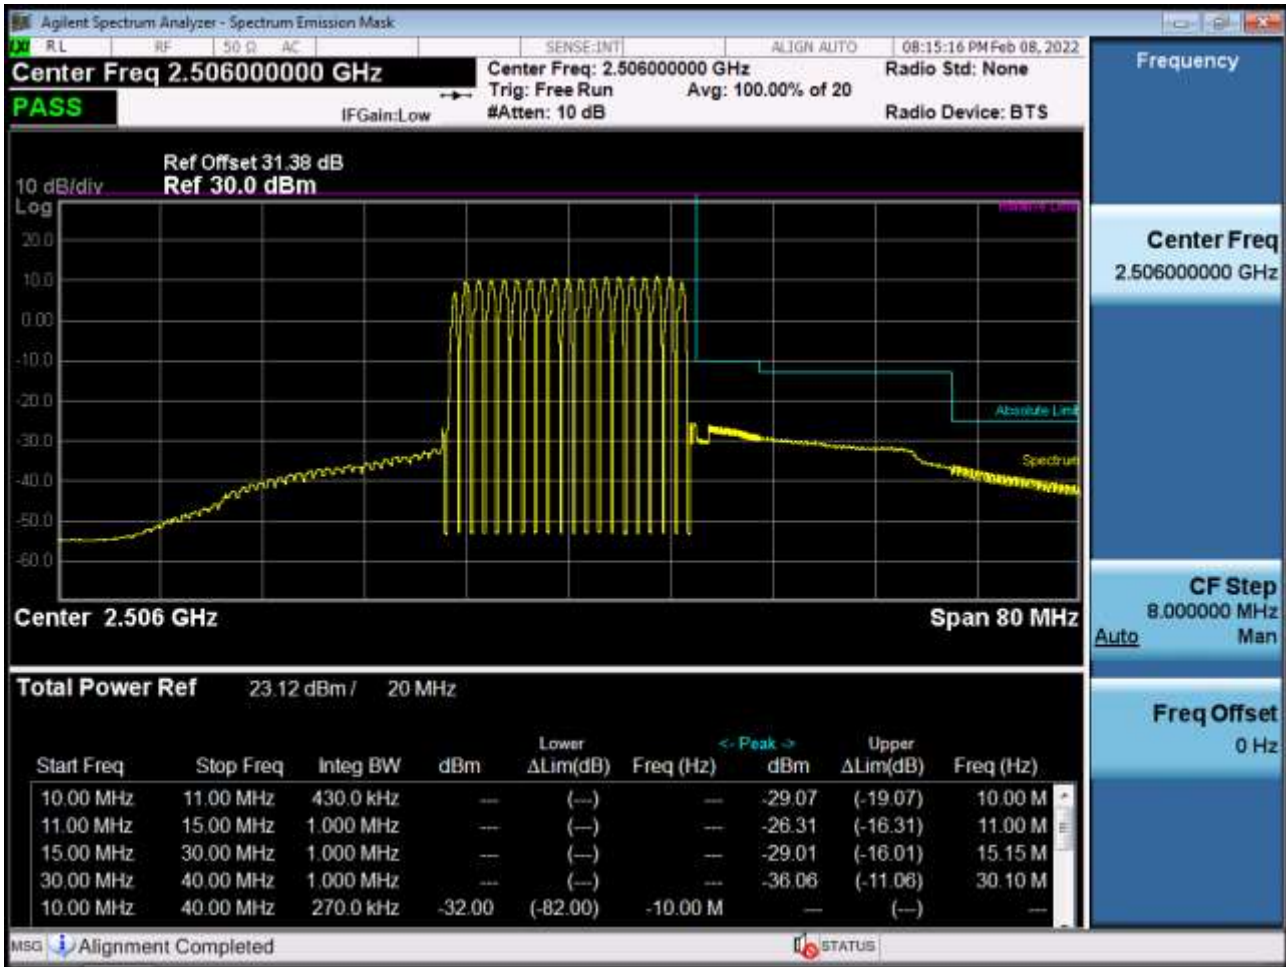 Agilent Spectrum Analyzer - Spectrum Emission Mask
RL RF 50 Ω AC SENSE:INT ALIGN AUTO 08:15:16 PM Feb 08, 2022
Center Freq 2.506000000 GHz
Center Freq: 2.506000000 GHz Radio Std: None
Trig: Free Run Avg: 100.00% of 20
PASS
IFGain:Low #Atten: 10 dB Radio Device: BTS
Ref Offset 31.38 dB
10 dB/div Ref 30.0 dBm
Log
20.0
10.0
0.00
-10.0
-20.0
Absolute Limit
-30.0
Spectrum
-40.0
-50.0
-60.0
Center 2.506 GHz Span 80 MHz
Total Power Ref 23.12 dBm / 20 MHz
Lower <- Peak -> Upper
Start Freq Stop Freq Integ BW dBm ΔLim(dB) Freq (Hz) dBm ΔLim(dB) Freq (Hz)
10.00 MHz 11.00 MHz 430.0 kHz --- (---) --- -29.07 (-19.07) 10.00 M
11.00 MHz 15.00 MHz 1.000 MHz --- (---) --- -26.31 (-16.31) 11.00 M
15.00 MHz 30.00 MHz 1.000 MHz --- (---) --- -29.01 (-16.01) 15.15 M
30.00 MHz 40.00 MHz 1.000 MHz --- (---) --- -36.06 (-11.06) 30.10 M
10.00 MHz 40.00 MHz 270.0 kHz -32.00 (-82.00) -10.00 M --- (---) ---
MSG Alignment Completed STATUS
Frequency
Center Freq
2.506000000 GHz
CF Step
8.000000 MHz
Auto Man
Freq Offset
0 Hz